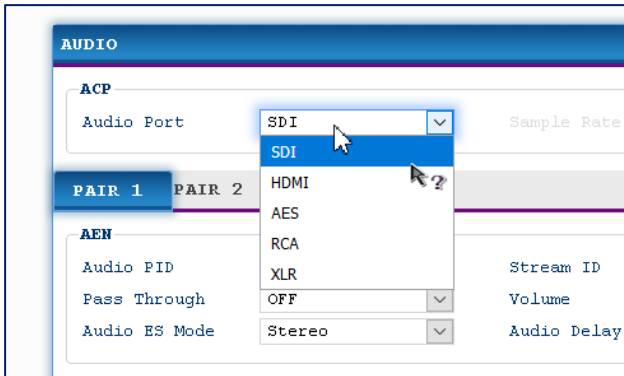 AUDIO
ACP
Audio Port SDI Sample Rate
SDI
HDMI
AES
RCA
XLR
PAIR 1 PAIR 2
AEN
Audio PID Stream ID
Pass Through OFF Volume
Audio ES Mode Stereo Audio Delay